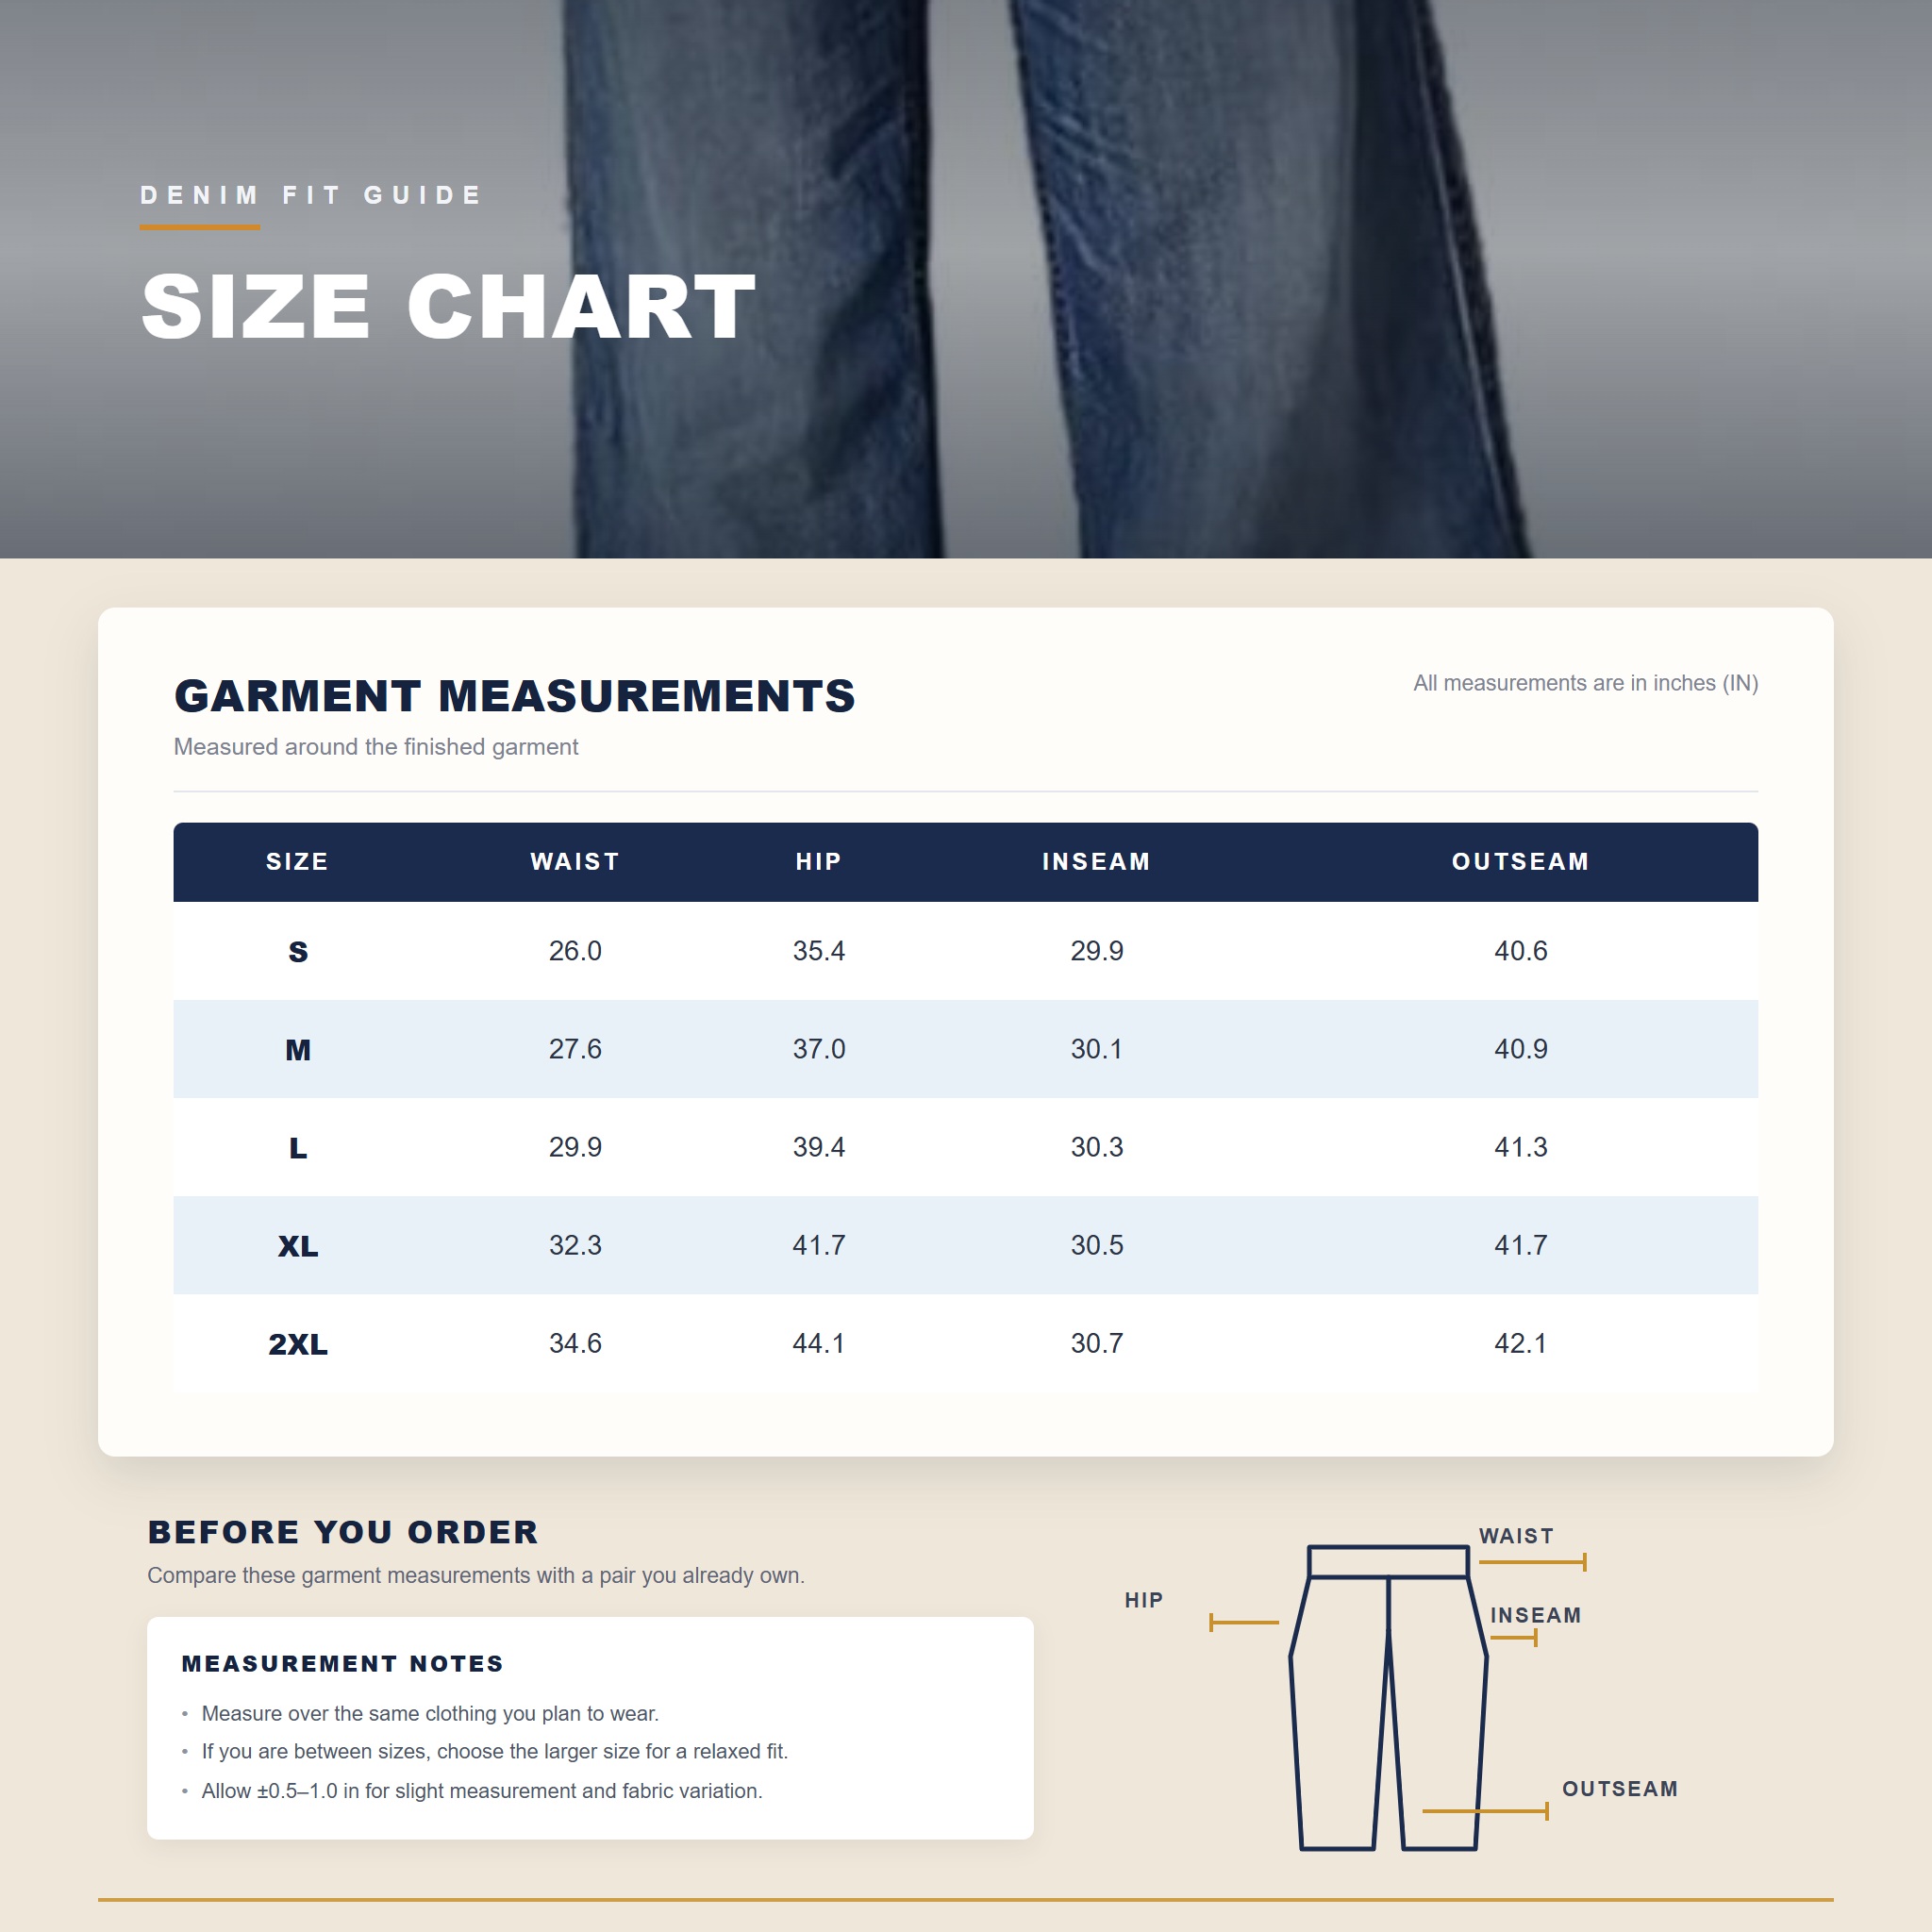 DENIM FIT GUIDE
SIZE CHART
GARMENT MEASUREMENTS
All measurements are in inches (IN)
Measured around the finished garment
SIZE WAIST HIP INSEAM OUTSEAM
S 26.0 35.4 29.9 40.6
M 27.6 37.0 30.1 40.9
L 29.9 39.4 30.3 41.3
XL 32.3 41.7 30.5 41.7
2XL 34.6 44.1 30.7 42.1
BEFORE YOU ORDER
Compare these garment measurements with a pair you already own.
MEASUREMENT NOTES
• Measure over the same clothing you plan to wear.
• If you are between sizes, choose the larger size for a relaxed fit.
• Allow ±0.5–1.0 in for slight measurement and fabric variation.
WAIST
HIP
INSEAM
OUTSEAM